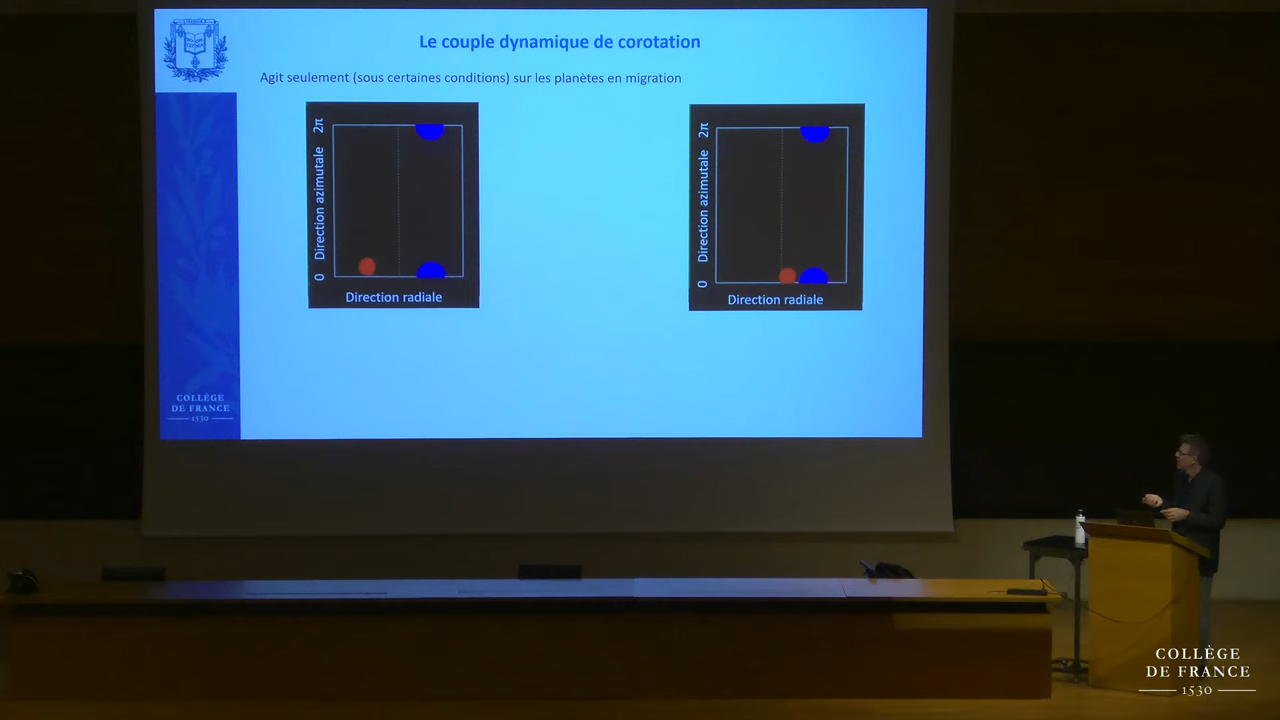 Le couple dynamique de corotation
Agit seulement (sous certaines conditions) sur les planètes en migration
0 Direction azimutale 2π
Direction radiale
0 Direction azimutale 2π
Direction radiale
COLLÈGE
DE FRANCE
1530
COLLÈGE
DE FRANCE
1530